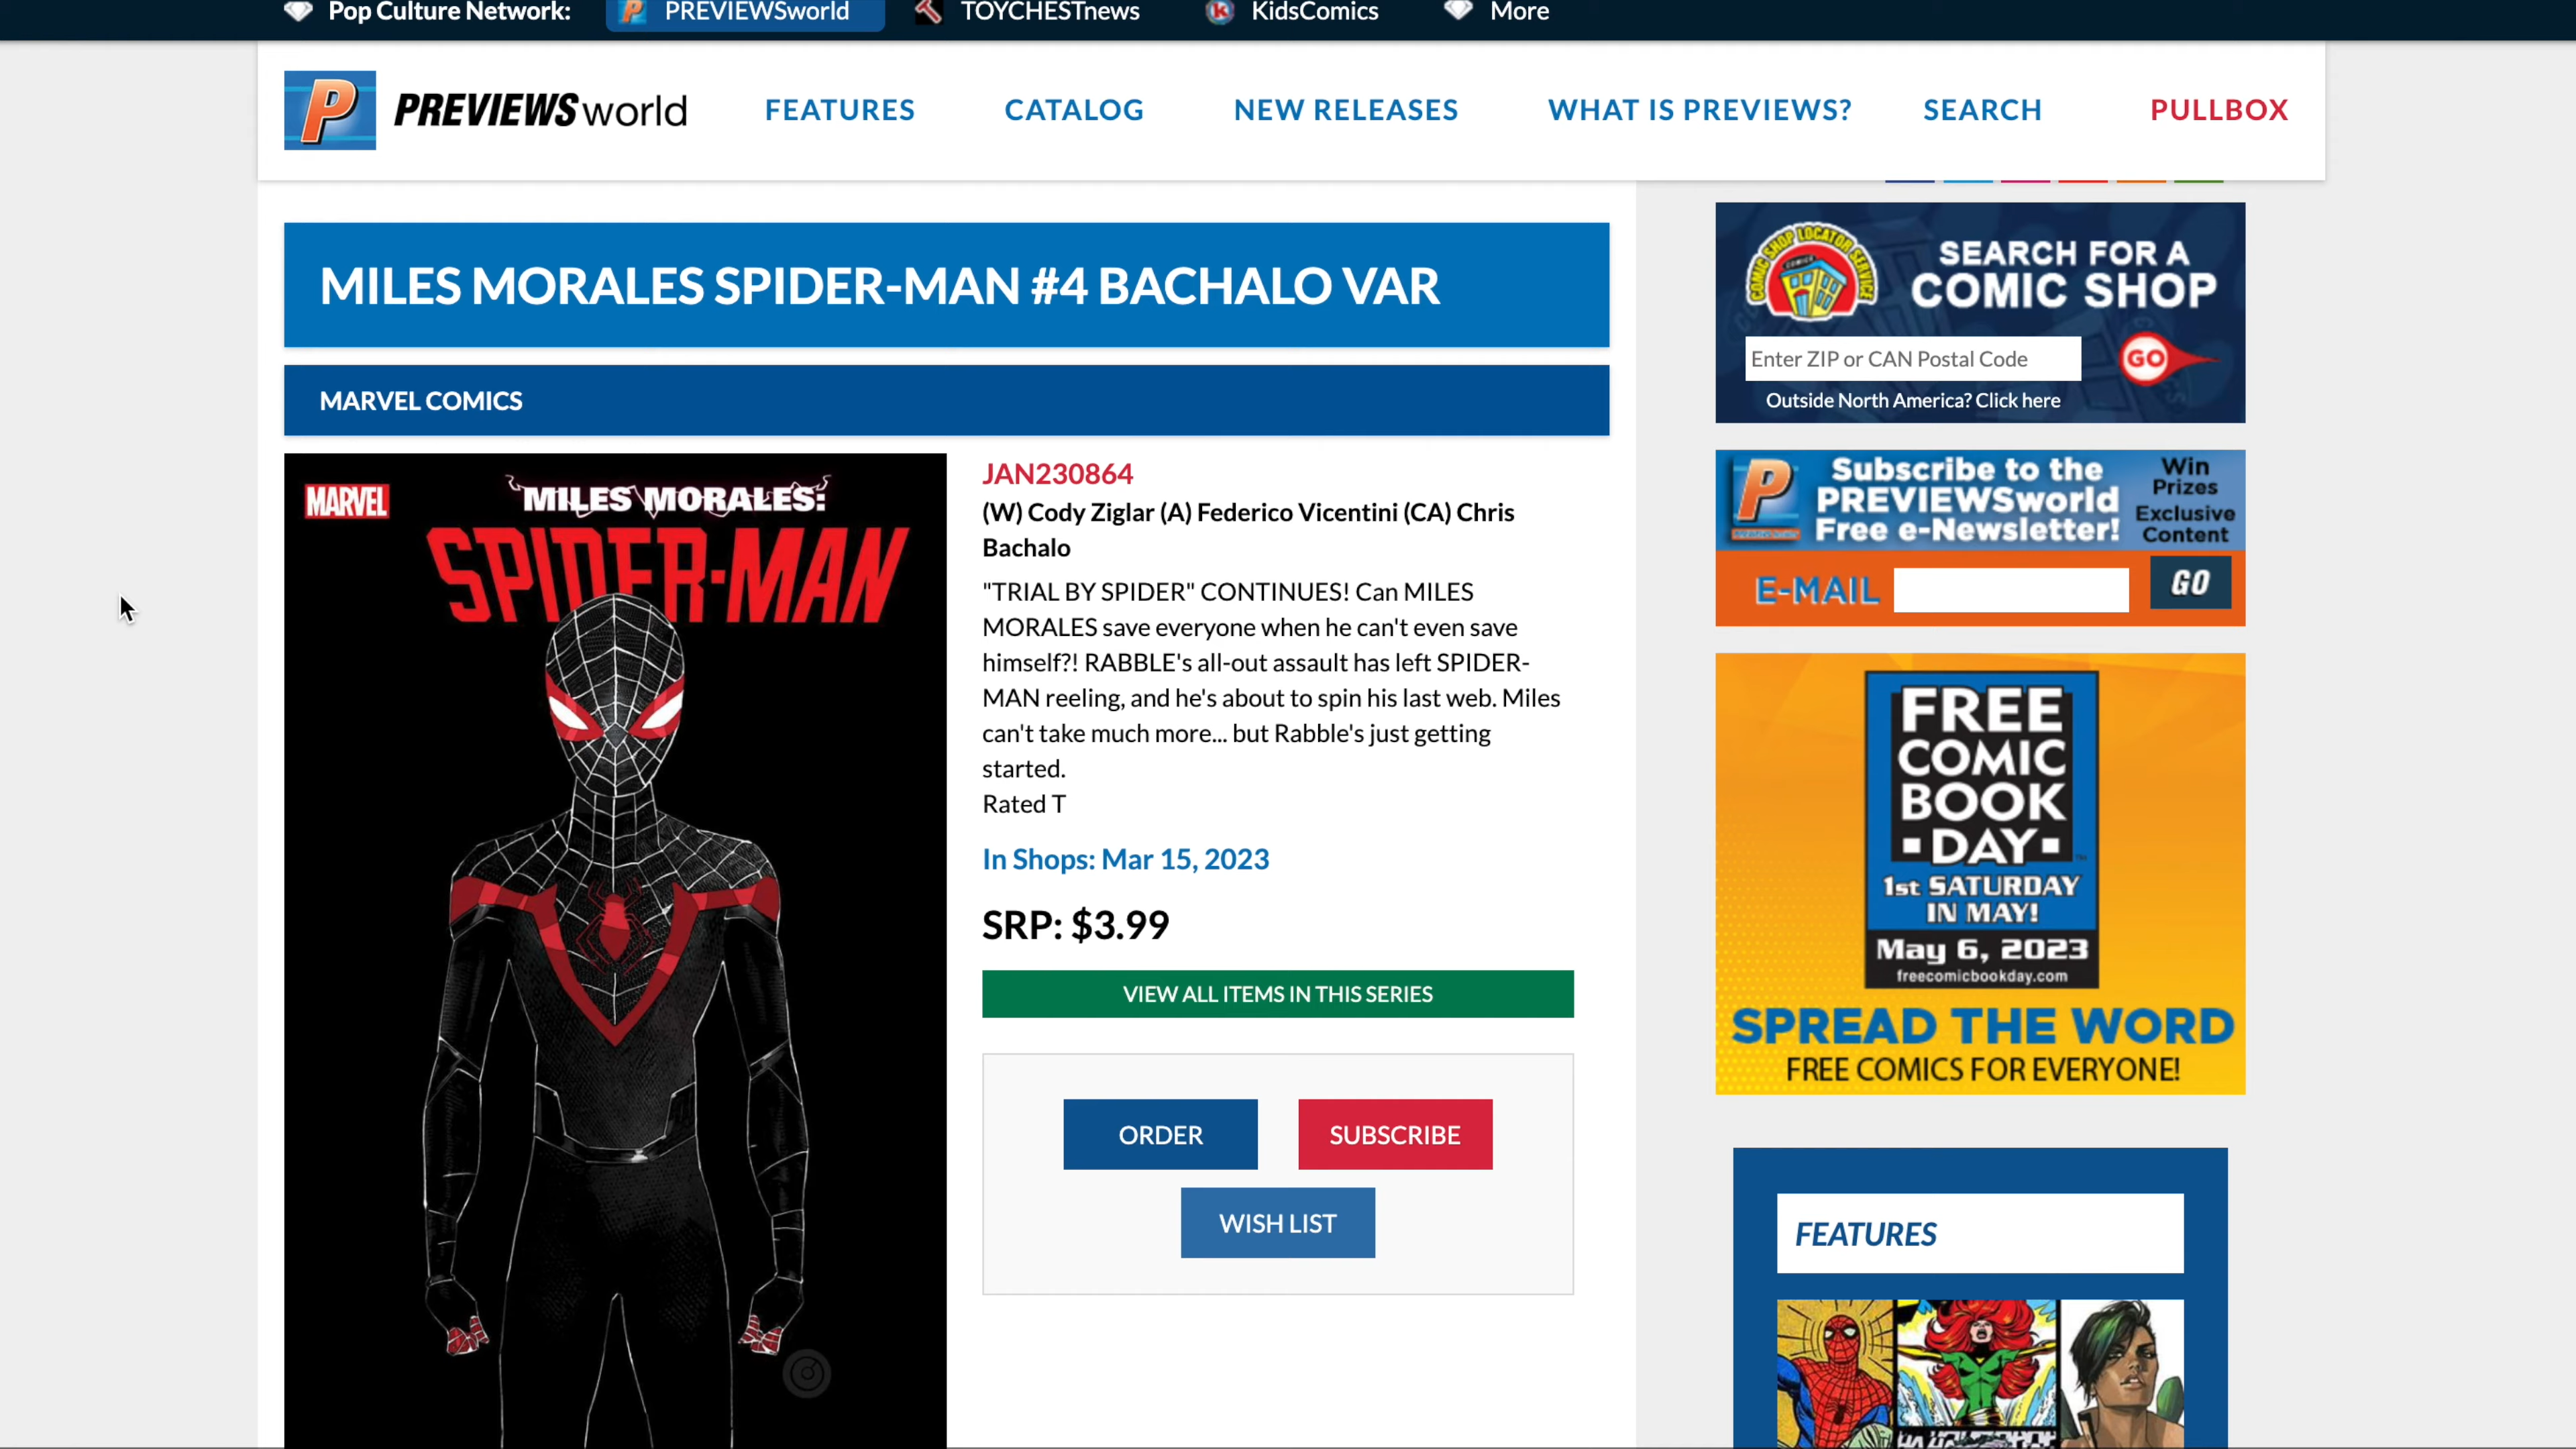 Pop Culture Network:
PREVIEWSworld
TOYCHESTnews
KidsComics
More
P
PREVIEWSworld
FEATURES
CATALOG
NEW RELEASES
WHAT IS PREVIEWS?
SEARCH
PULLBOX
MILES MORALES SPIDER-MAN #4 BACHALO VAR
MARVEL COMICS
MARVEL
MILES MORALES:
SPIDER-MAN
JAN230864
(W) Cody Ziglar (A) Federico Vicentini (CA) Chris
Bachalo
"TRIAL BY SPIDER" CONTINUES! Can MILES
MORALES save everyone when he can't even save
himself?! RABBLE's all-out assault has left SPIDER-
MAN reeling, and he's about to spin his last web. Miles
can't take much more... but Rabble's just getting
started.
Rated T
In Shops: Mar 15, 2023
SRP: $3.99
VIEW ALL ITEMS IN THIS SERIES
ORDER
SUBSCRIBE
WISH LIST
COMIC SHOP LOCATOR SERVICE
COMICS
SEARCH FOR A
COMIC SHOP
Enter ZIP or CAN Postal Code
GO
Outside North America? Click here
P
Subscribe to the
PREVIEWSworld
Free e-Newsletter!
Win
Prizes
Exclusive
Content
E-MAIL
GO
FREE
COMIC
BOOK
DAY
1st SATURDAY
IN MAY!
May 6, 2023
freecomicbookday.com
SPREAD THE WORD
FREE COMICS FOR EVERYONE!
FEATURES